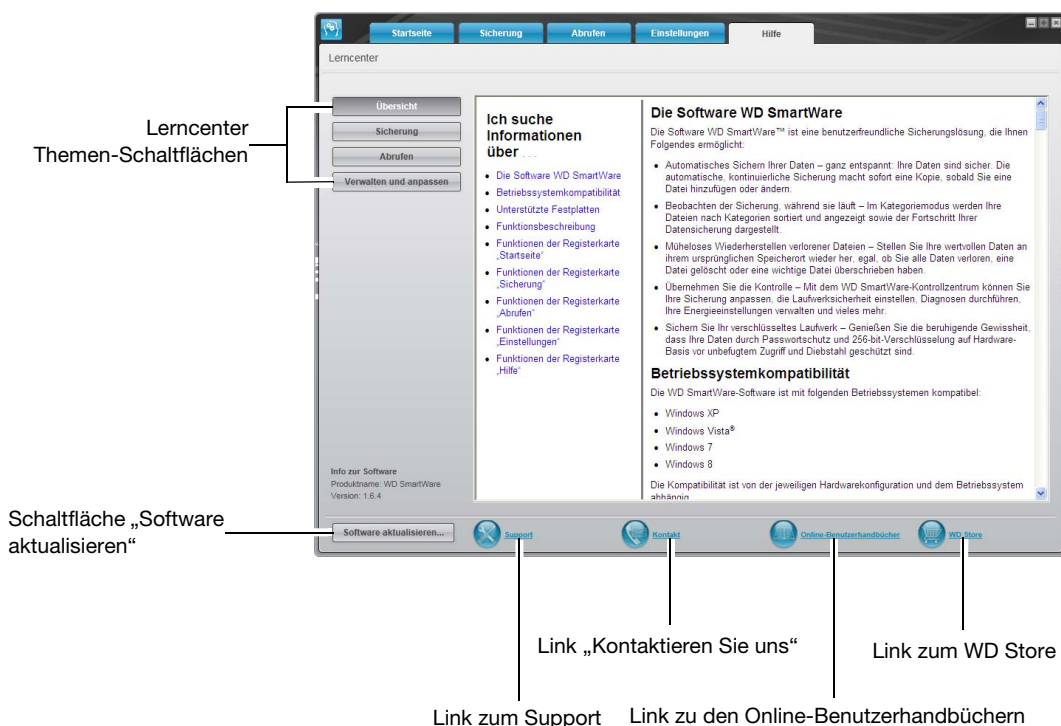 Startseite
Sicherung
Abrufen
Einstellungen
Hilfe
Lerncenter
Lerncenter
Themen-Schaltflächen
Übersicht
Sicherung
Abrufen
Verwalten und anpassen
Ich suche
Informationen
über . . .
• Die Software WD SmartWare
• Betriebssystemkompatibilität
• Unterstützte Festplatten
• Funktionsbeschreibung
• Funktionen der Registerkarte
„Startseite“
• Funktionen der Registerkarte
„Sicherung“
• Funktionen der Registerkarte
„Abrufen“
• Funktionen der Registerkarte
„Einstellungen“
• Funktionen der Registerkarte
„Hilfe“
Die Software WD SmartWare
Die Software WD SmartWare™ ist eine benutzerfreundliche Sicherungslösung, die Ihnen
Folgendes ermöglicht:
• Automatisches Sichern Ihrer Daten – ganz entspannt: Ihre Daten sind sicher. Die
automatische, kontinuierliche Sicherung macht sofort eine Kopie, sobald Sie eine
Datei hinzufügen oder ändern.
• Beobachten der Sicherung, während sie läuft – Im Kategoriemodus werden Ihre
Dateien nach Kategorien sortiert und angezeigt sowie der Fortschritt Ihrer
Datensicherung dargestellt.
• Müheloses Wiederherstellen verlorener Dateien – Stellen Sie Ihre wertvollen Daten an
ihrem ursprünglichen Speicherort wieder her, egal, ob Sie alle Daten verloren, eine
Datei gelöscht oder eine wichtige Datei überschrieben haben.
• Übernehmen Sie die Kontrolle – Mit dem WD SmartWare-Kontrollzentrum können Sie
Ihre Sicherung anpassen, die Laufwerksicherheit einstellen, Diagnosen durchführen,
Ihre Energieeinstellungen verwalten und vieles mehr.
• Sichern Sie Ihr verschlüsseltes Laufwerk – Genießen Sie die beruhigende Gewissheit,
dass Ihre Daten durch Passwortschutz und 256-bit-Verschlüsselung auf Hardware-
Basis vor unbefugtem Zugriff und Diebstahl geschützt sind.
Betriebssystemkompatibilität
Die WD SmartWare-Software ist mit folgenden Betriebssystemen kompatibel:
• Windows XP
• Windows Vista®
• Windows 7
• Windows 8
Die Kompatibilität ist von der jeweiligen Hardwarekonfiguration und dem Betriebssystem
abhängig.
Info zur Software
Produktname: WD SmartWare
Version: 1.6.4
Schaltfläche „Software
aktualisieren“
Software aktualisieren...
Support
Kontakt
Online-Benutzerhandbücher
WD Store
Link „Kontaktieren Sie uns“
Link zum WD Store
Link zum Support
Link zu den Online-Benutzerhandbüchern